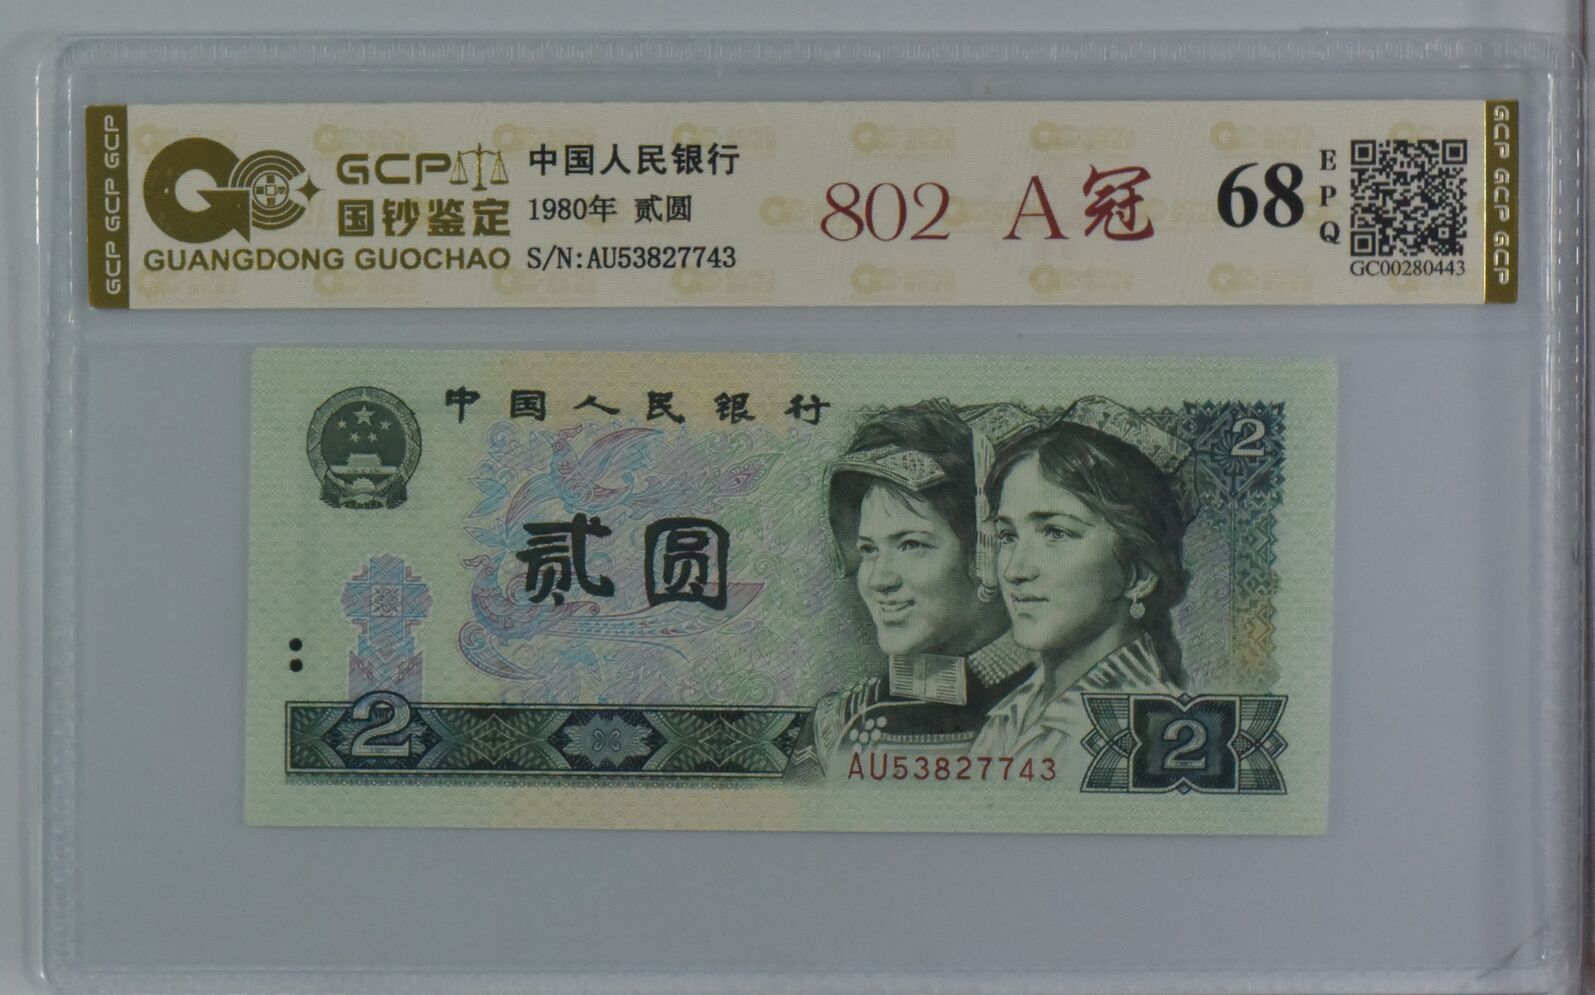 GCP GCP GCP
GCP
国钞鉴定
GUANGDONG GUOCHAO
中国人民银行
1980年 贰圆
S/N:AU53827743
802 A冠
68
EPQ
GC00280443
GCP GCP GCP
中国人民银行
2
贰圆
2
AU53827743
2